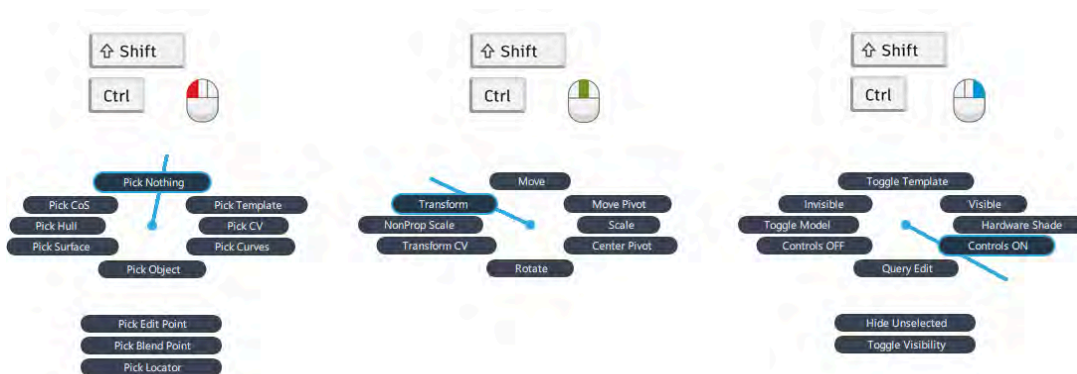 ⇧ Shift
Ctrl
Pick Nothing
Pick CoS
Pick Template
Pick Hull
Pick CV
Pick Surface
Pick Curves
Pick Object
Pick Edit Point
Pick Blend Point
Pick Locator
⇧ Shift
Ctrl
Move
Transform
Move Pivot
NonProp Scale
Scale
Transform CV
Center Pivot
Rotate
⇧ Shift
Ctrl
Toggle Template
Invisible
Visible
Toggle Model
Hardware Shade
Controls OFF
Controls ON
Query Edit
Hide Unselected
Toggle Visibility